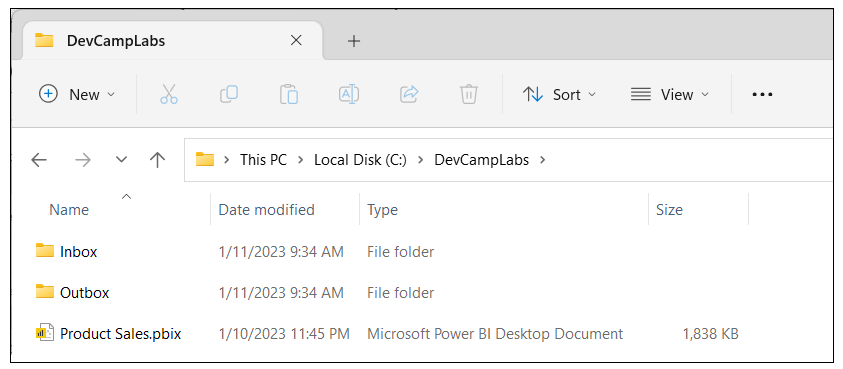 DevCampLabs
New Sort View
This PC Local Disk (C:) DevCampLabs
Name Date modified Type Size
Inbox 1/11/2023 9:34 AM File folder
Outbox 1/11/2023 9:34 AM File folder
Product Sales.pbix 1/10/2023 11:45 PM Microsoft Power BI Desktop Document 1,838 KB